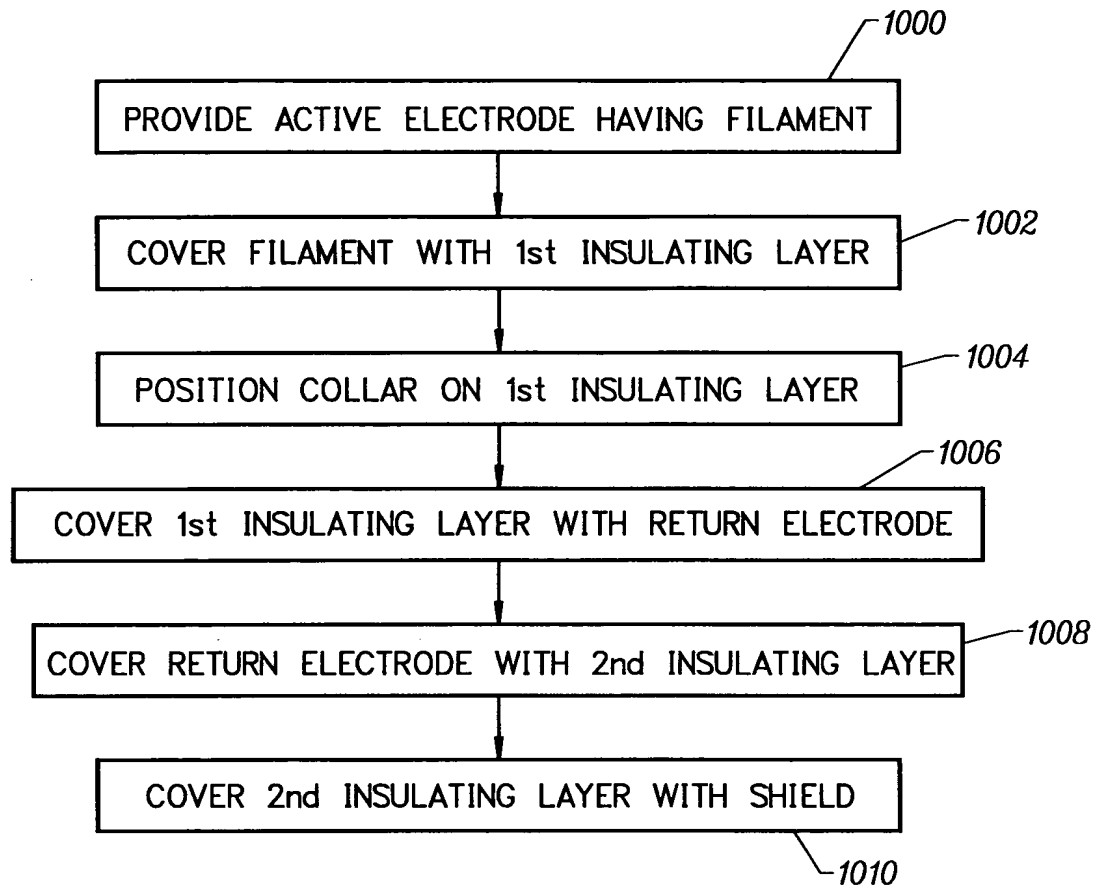 1000
PROVIDE ACTIVE ELECTRODE HAVING FILAMENT
1002
COVER FILAMENT WITH 1st INSULATING LAYER
1004
POSITION COLLAR ON 1st INSULATING LAYER
1006
COVER 1st INSULATING LAYER WITH RETURN ELECTRODE
1008
COVER RETURN ELECTRODE WITH 2nd INSULATING LAYER
COVER 2nd INSULATING LAYER WITH SHIELD
1010